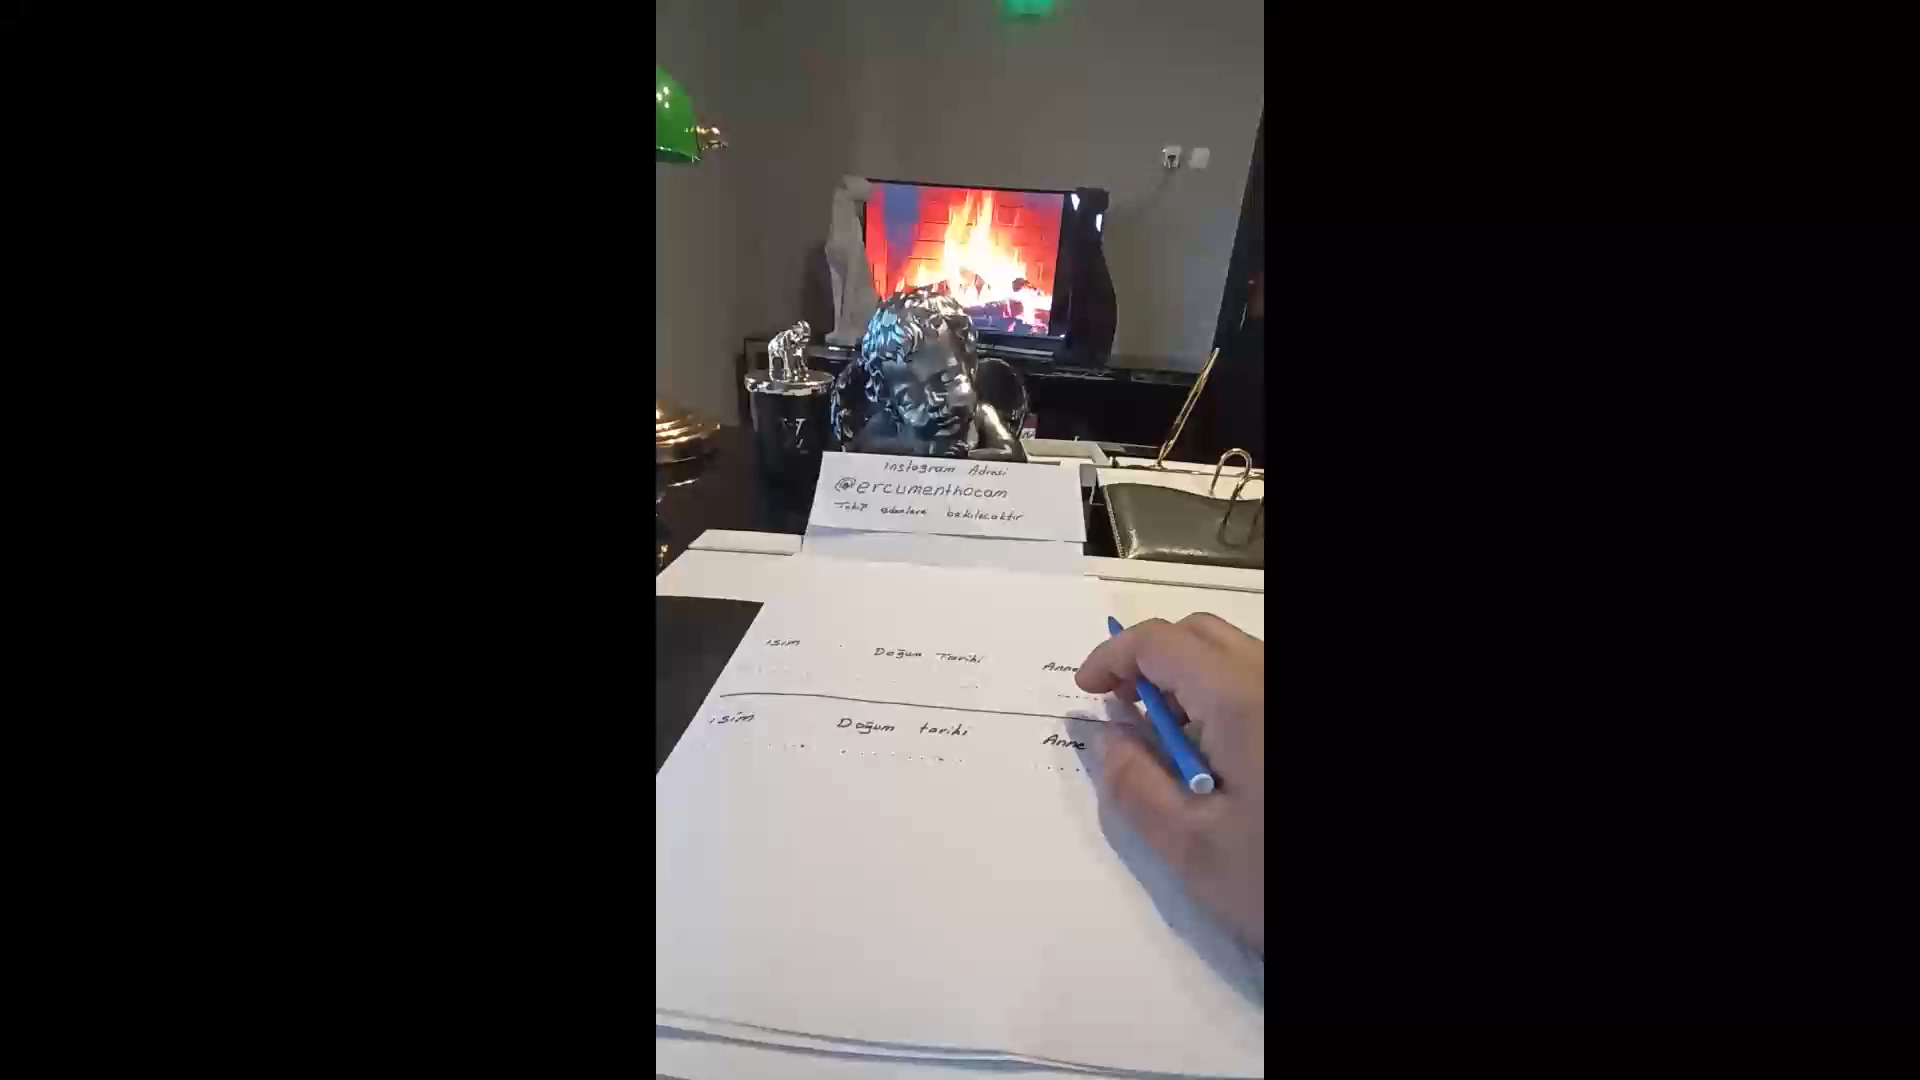 Instagram Adresi
@ercumenthocam
Takip edenlere bakılacaktır
isim Doğum Tarihi Anne
isim Doğum tarihi Anne